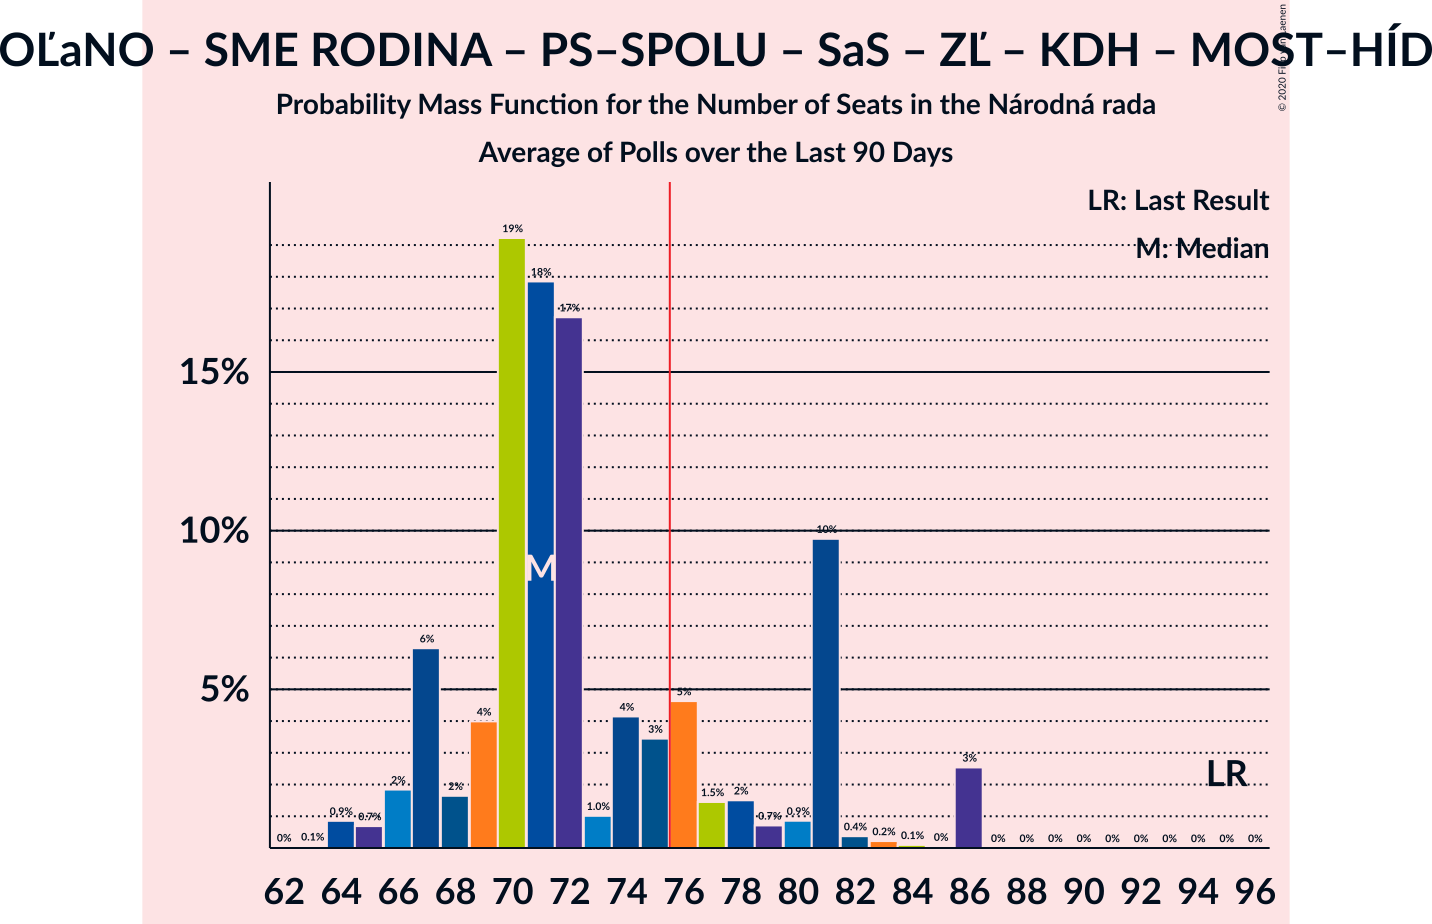 OĽaNO – SME RODINA – PS–SPOLU – SaS – ZĽ – KDH – MOST–HÍD
Probability Mass Function for the Number of Seats in the Národná rada
Average of Polls over the Last 90 Days
© 2020 Filip van Laenen
LR: Last Result
M: Median
15%
10%
5%
0% 0.1% 0.9% 0.7% 2% 6% 2% 4% 19% 18% 17% 1.0% 4% 3% 5% 1.5% 2% 0.7% 0.9% 10% 0.4% 0.2% 0.1% 0% 3% 0% 0% 0% 0% 0% 0% 0% 0% 0% 0%
M
LR
62 64 66 68 70 72 74 76 78 80 82 84 86 88 90 92 94 96